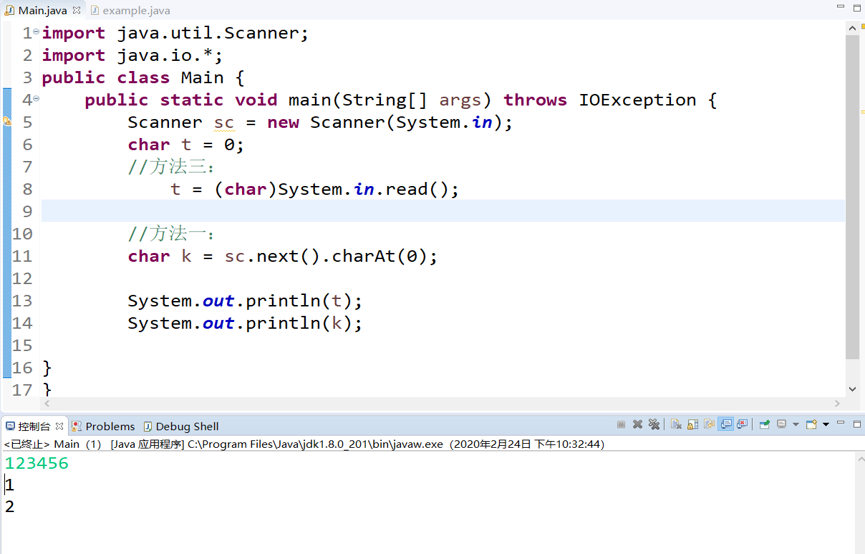 Main.java example.java
1 import java.util.Scanner;
2 import java.io.*;
3 public class Main {
4 public static void main(String[] args) throws IOException {
5 Scanner sc = new Scanner(System.in);
6 char t = 0;
7 //方法三:
8 t = (char)System.in.read();
9
10 //方法一:
11 char k = sc.next().charAt(0);
12
13 System.out.println(t);
14 System.out.println(k);
15
16 }
17 }
控制台 Problems Debug Shell
<已终止> Main (1) [Java 应用程序] C:\Program Files\Java\jdk1.8.0_201\bin\javaw.exe (2020年2月24日 下午10:32:44)
123456
1
2